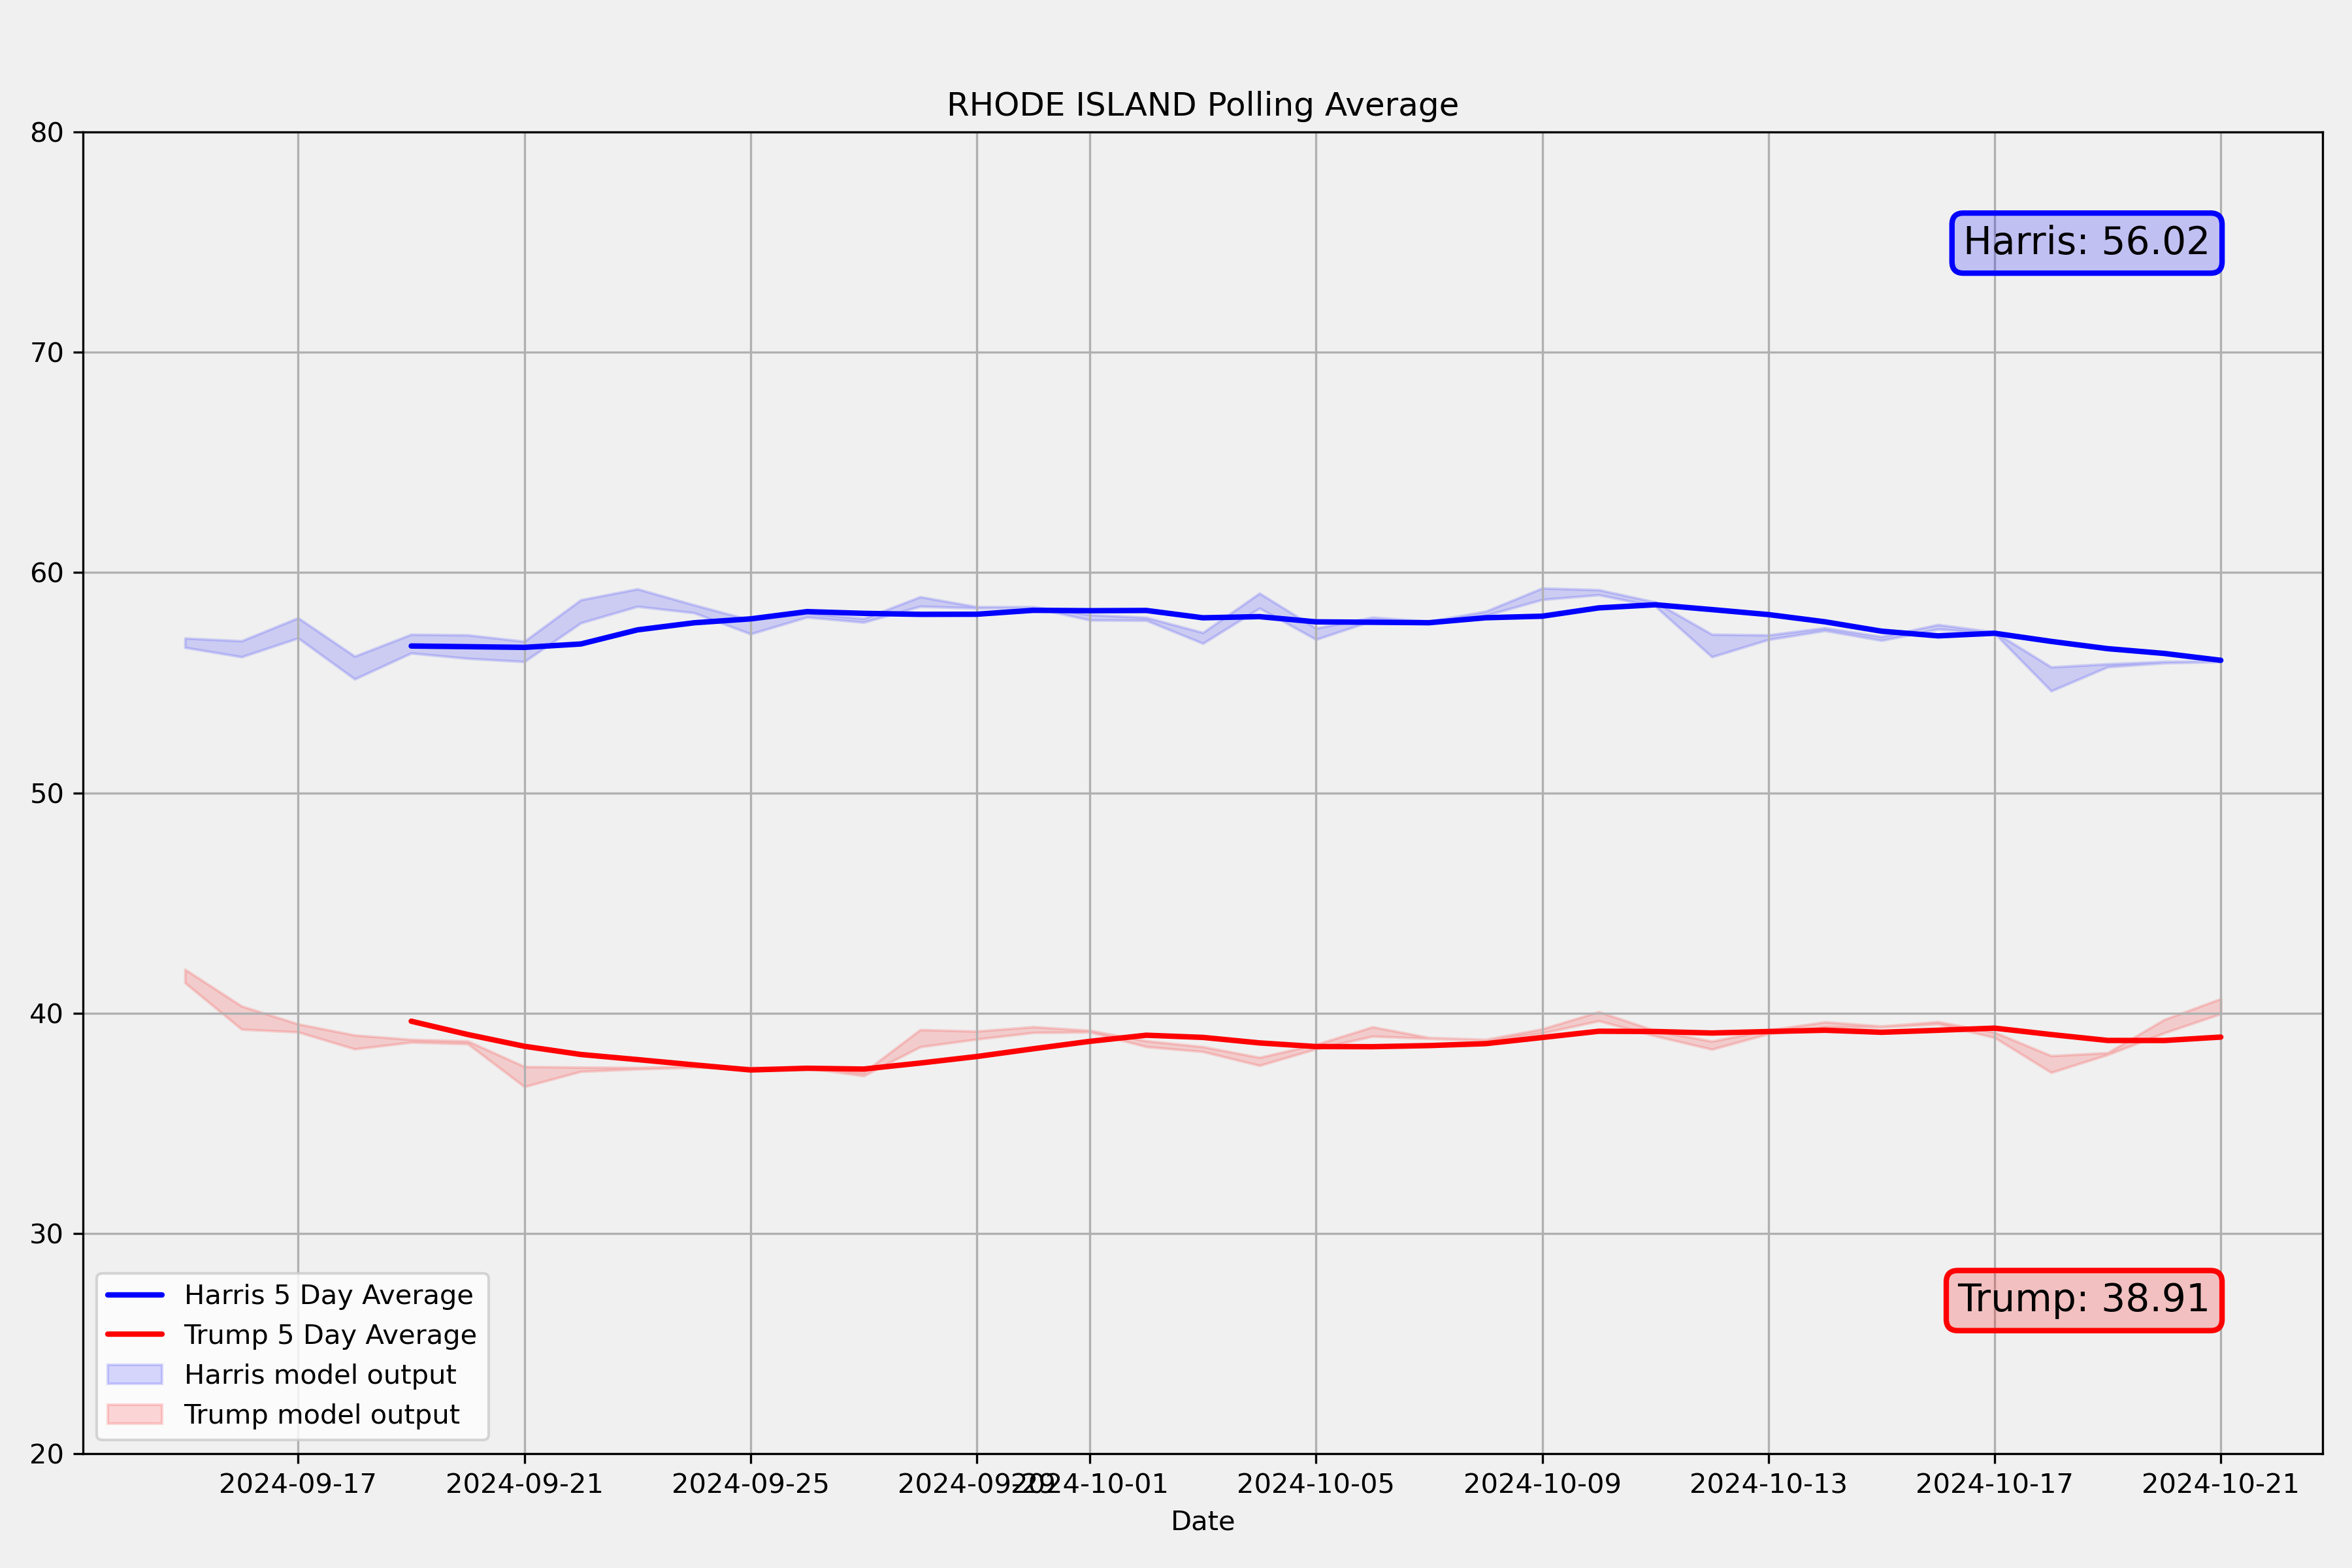 RHODE ISLAND Polling Average
80
70
60
50
40
30
20
Harris: 56.02
Trump: 38.91
Harris 5 Day Average
Trump 5 Day Average
Harris model output
Trump model output
2024-09-17 2024-09-21 2024-09-25 2024-09-29 2024-10-01 2024-10-05 2024-10-09 2024-10-13 2024-10-17 2024-10-21
Date